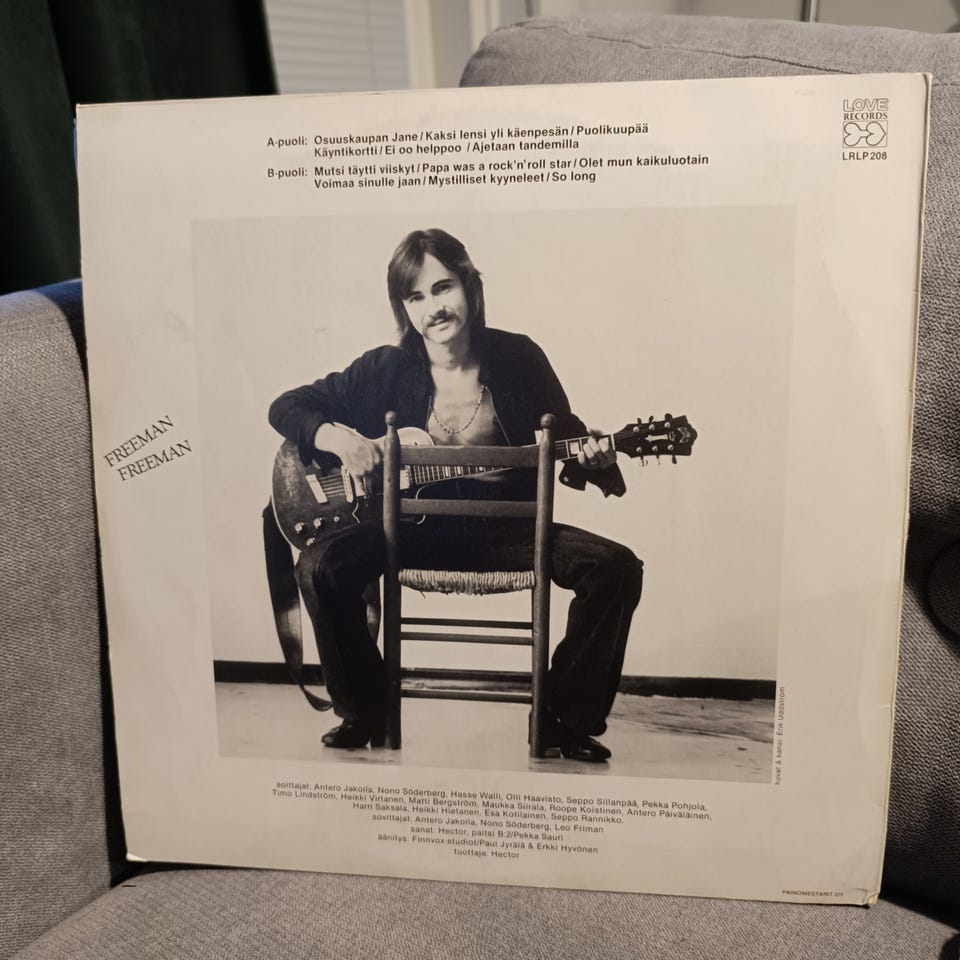 A-puoli: Osuuskaupan Jane/Kaksi lensi yli käenpesän/Puolikuupää
Käyntikortti/Ei oo helppoo/Ajetaan tandemilla
B-puoli: Mutsi täytti viiskyt/Papa was a rock'n'roll star/Olet mun kaikuluotain
Voimaa sinulle jaan/Mystilliset kyyneleet/So long
LOVE
RECORDS
LRLP 208
FREEMAN
FREEMAN
kuvat & kansi: Erik Uddström
soittajat: Antero Jakoila, Nono Söderberg, Hasse Walli, Olli Haavisto, Seppo Sillanpää, Pekka Pohjola,
Timo Lindström, Heikki Virtanen, Matti Bergström, Maukka Siirala, Roope Koistinen, Antero Päiväläinen,
Harri Saksala, Heikki Hietanen, Esa Kotilainen, Seppo Rannikko.
sovittajat: Antero Jakoila, Nono Söderberg, Leo Friman
sanat: Hector, paitsi B:2/Pekka Sauri
äänitys: Finnvox-studiot/Paul Jyrälä & Erkki Hyvönen
tuottaja: Hector
PAINOMESTARIT OY